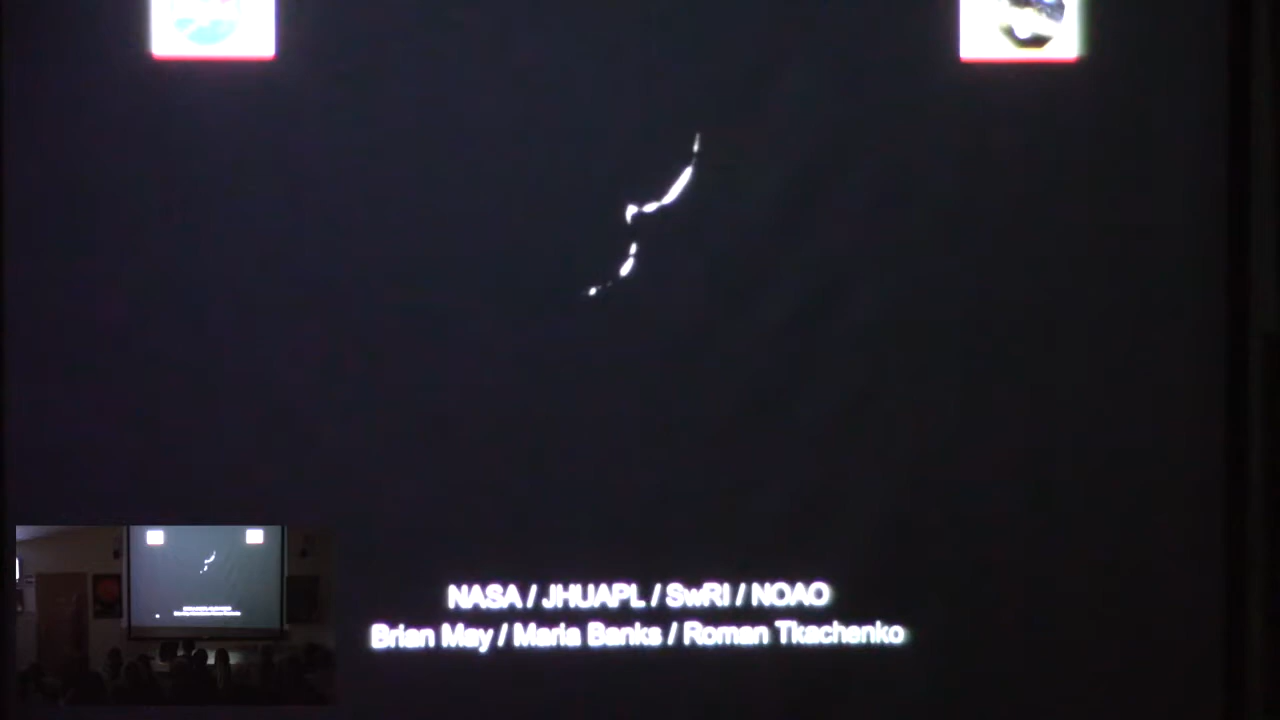 NASA / JHUAPL / SwRI / NOAO
Brian May / Maria Banks / Roman Tkachenko